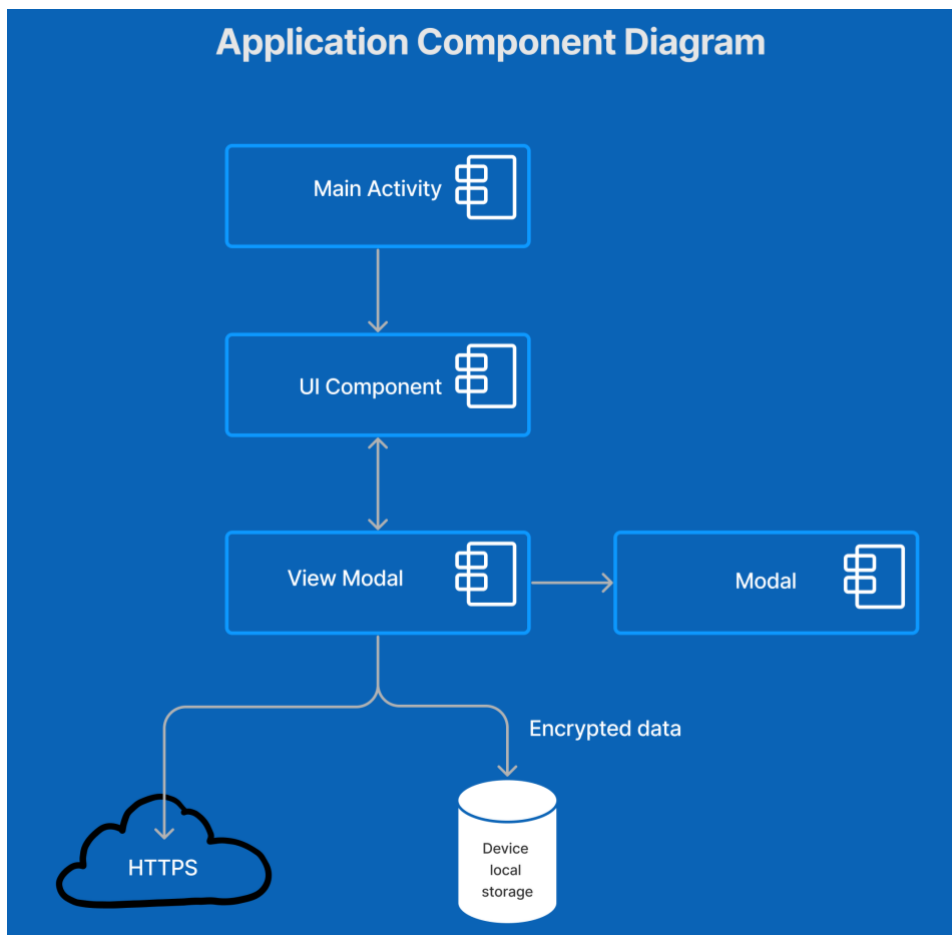 Application Component Diagram
Main Activity
UI Component
View Modal
Modal
Encrypted data
HTTPS
Device
local
storage